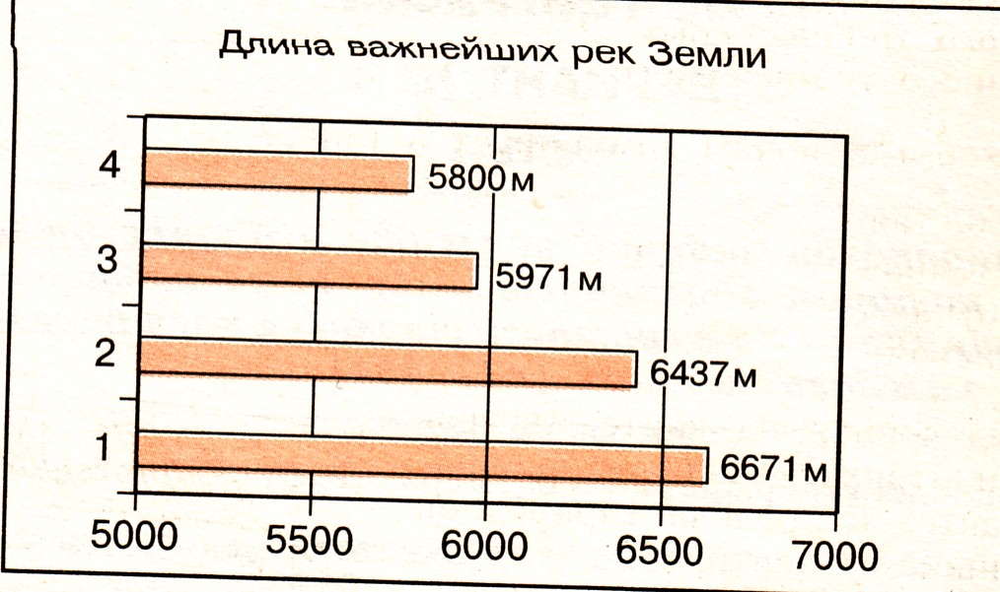 Длина важнейших рек Земли
4 5800 м
3 5971 м
2 6437 м
1 6671 м
5000 5500 6000 6500 7000